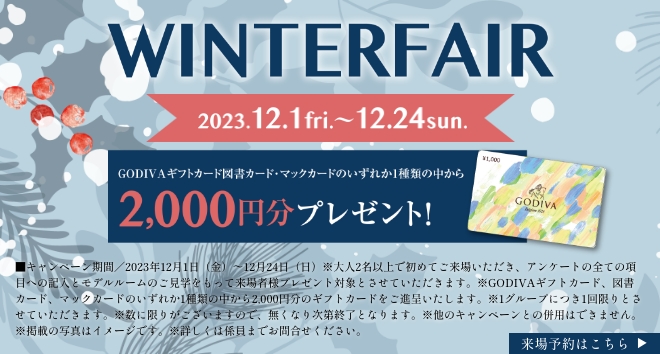 WINTERFAIR
2023.12.1fri.～12.24sun.
GODIVAギフトカード図書カード・マックカードのいずれか1種類の中から
2,000円分プレゼント!
¥1,000
GODIVA
■キャンペーン期間／2023年12月1日（金）～12月24日（日）※大人2名以上で初めてご来場いただき、アンケートの全ての項
目への記入とモデルルームのご見学をもって来場者様プレゼント対象とさせていただきます。※GODIVAギフトカード、図書
カード、マックカードのいずれか1種類の中から2,000円分のギフトカードをご進呈いたします。※1グループにつき1回限りとさ
せていただきます。※数に限りがございますので、無くなり次第終了となります。※他のキャンペーンとの併用はできません。
※掲載の写真はイメージです。※詳しくは係員までお問合せください。
来場予約はこちら ▶